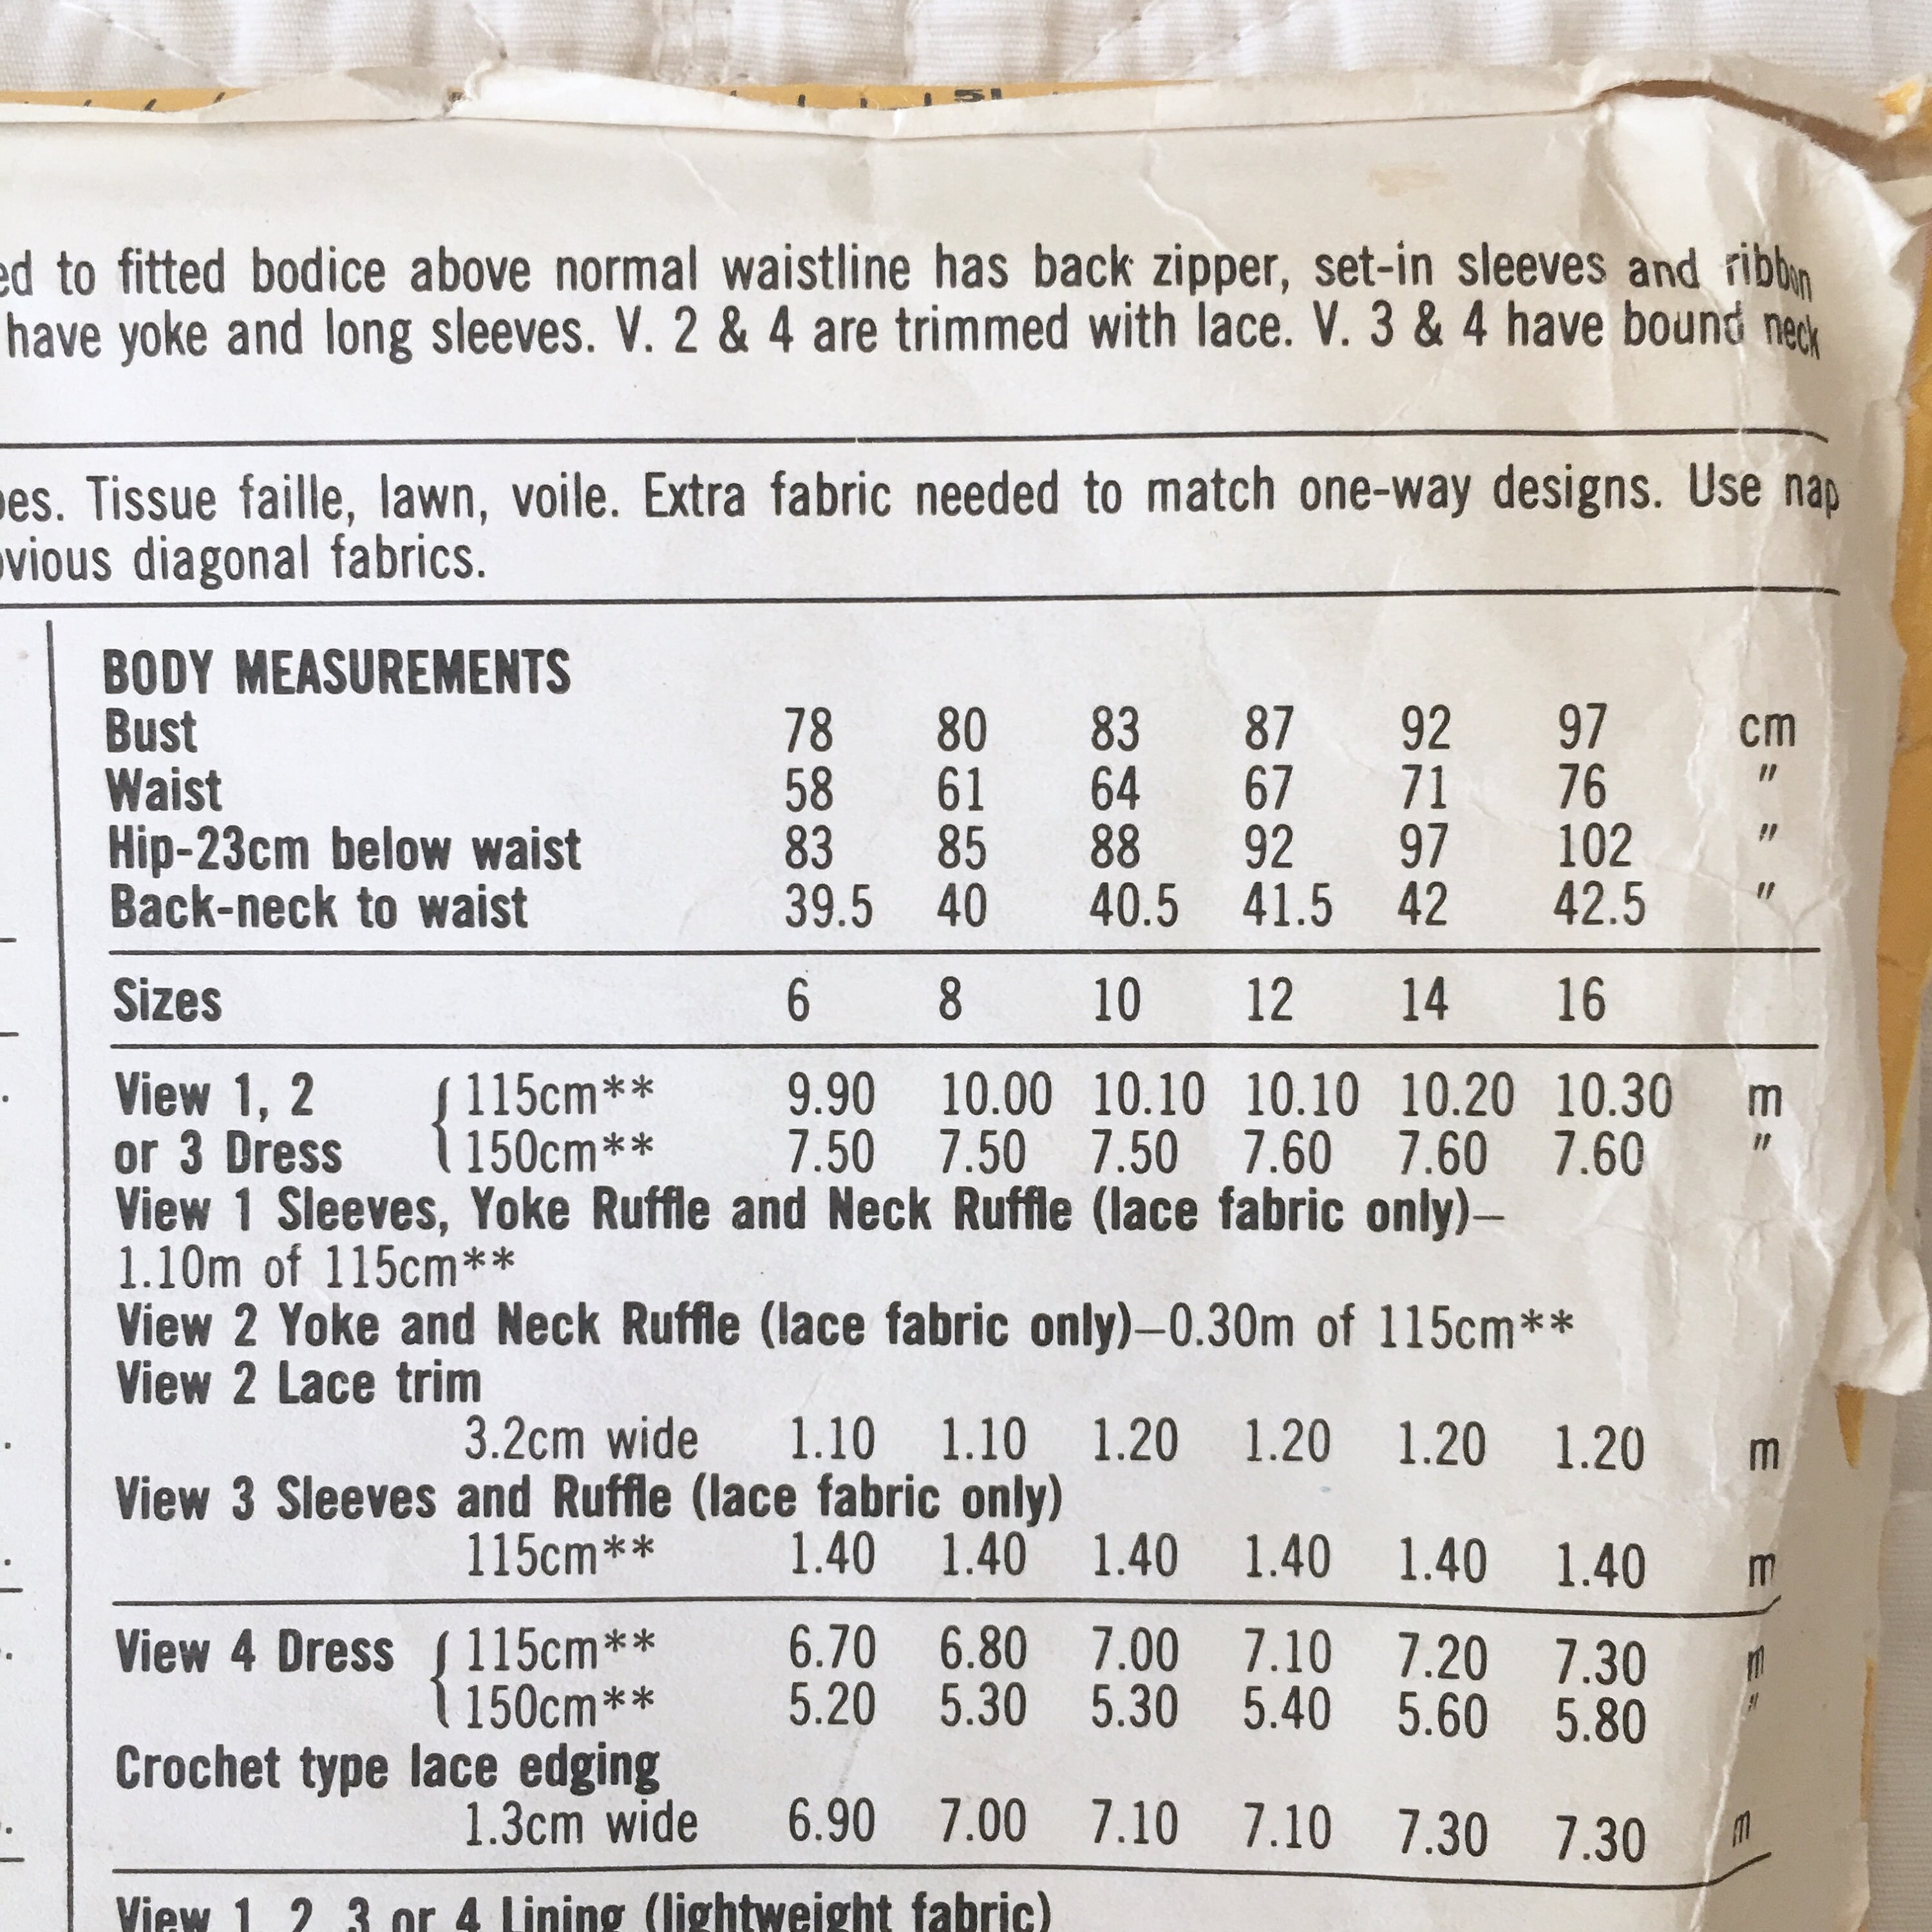 ed to fitted bodice above normal waistline has back zipper, set-in sleeves and ribbon
have yoke and long sleeves. V. 2 & 4 are trimmed with lace. V. 3 & 4 have bound neck
pes. Tissue faille, lawn, voile. Extra fabric needed to match one-way designs. Use nap
bvious diagonal fabrics.
BODY MEASUREMENTS
Bust 78 80 83 87 92 97 cm
Waist 58 61 64 67 71 76 "
Hip-23cm below waist 83 85 88 92 97 102 "
Back-neck to waist 39.5 40 40.5 41.5 42 42.5 "
Sizes 6 8 10 12 14 16
View 1, 2 115cm** 9.90 10.00 10.10 10.10 10.20 10.30 m
or 3 Dress 150cm** 7.50 7.50 7.50 7.60 7.60 7.60 "
View 1 Sleeves, Yoke Ruffle and Neck Ruffle (lace fabric only)–
1.10m of 115cm**
View 2 Yoke and Neck Ruffle (lace fabric only)–0.30m of 115cm**
View 2 Lace trim
3.2cm wide 1.10 1.10 1.20 1.20 1.20 1.20 m
View 3 Sleeves and Ruffle (lace fabric only)
115cm** 1.40 1.40 1.40 1.40 1.40 1.40 m
View 4 Dress 115cm** 6.70 6.80 7.00 7.10 7.20 7.30 m
150cm** 5.20 5.30 5.30 5.40 5.60 5.80 "
Crochet type lace edging
1.3cm wide 6.90 7.00 7.10 7.10 7.30 7.30 m
View 1, 2, 3 or 4 Lining (lightweight fabric)